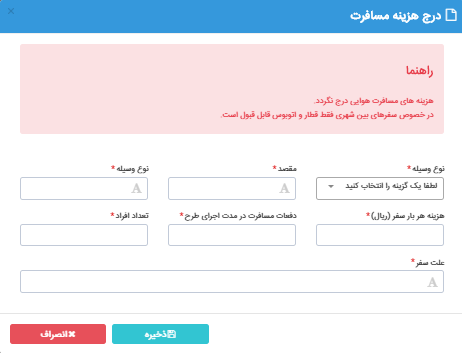 درج هزینه مسافرت
راهنما
هزینه های مسافرت هوایی درج نگردد.
در خصوص سفرهای بین شهری فقط قطار و اتوبوس قابل قبول است.
نوع وسیله* مقصد* نوع وسیله*
لطفا یک گزینه را انتخاب کنید
هزینه هر بار سفر (ریال)* دفعات مسافرت در مدت اجرای طرح* تعداد افراد*
علت سفر*
ذخیره انصراف